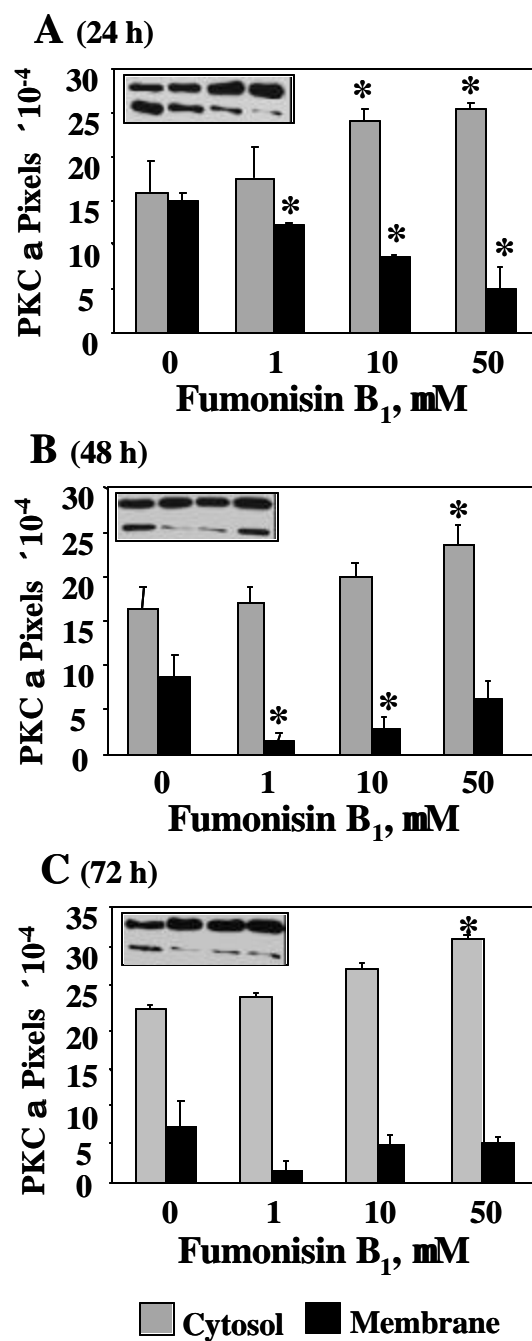 A (24 h)
PKC a Pixels ´10-4
30
25
20
15
10
5
0
* * * * *
0 1 10 50
Fumonisin B1, mM
B (48 h)
PKC a Pixels ´10-4
30
25
20
15
10
5
0
* * *
0 1 10 50
Fumonisin B1, mM
C (72 h)
PKC a Pixels ´10-4
35
30
25
20
15
10
5
0
*
0 1 10 50
Fumonisin B1, mM
Cytosol Membrane